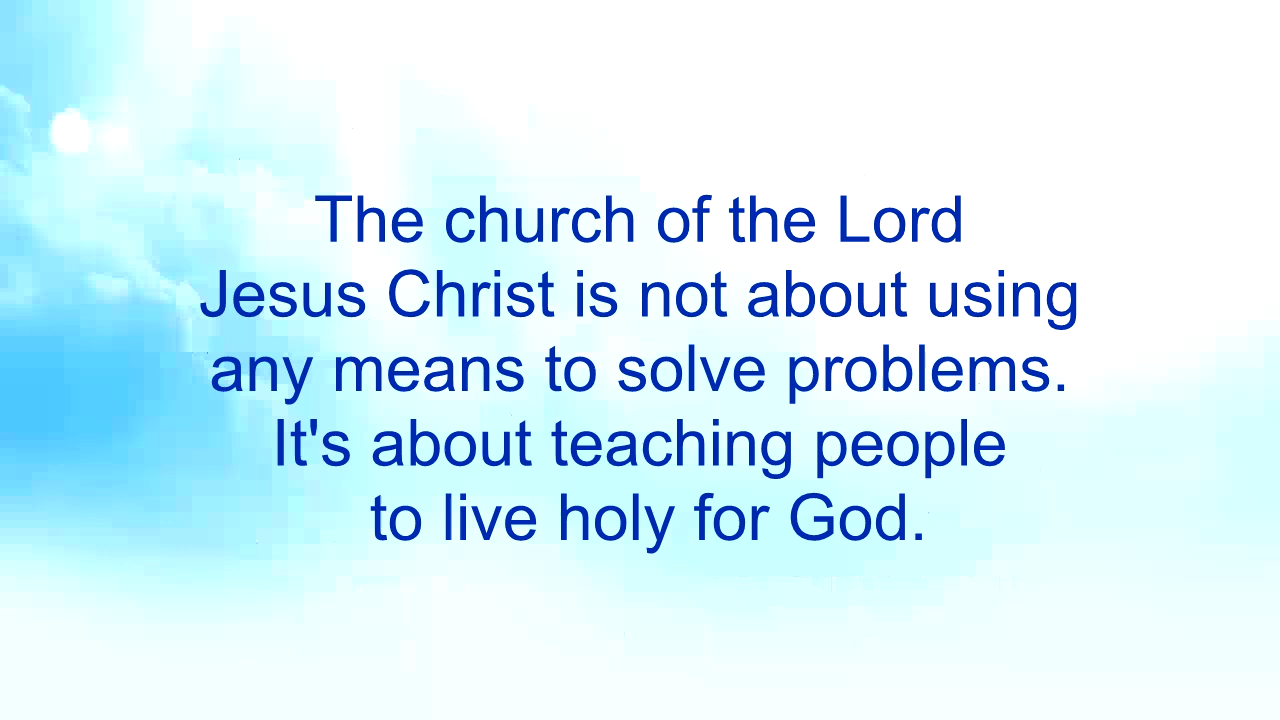 The church of the Lord
Jesus Christ is not about using
any means to solve problems.
It's about teaching people
to live holy for God.